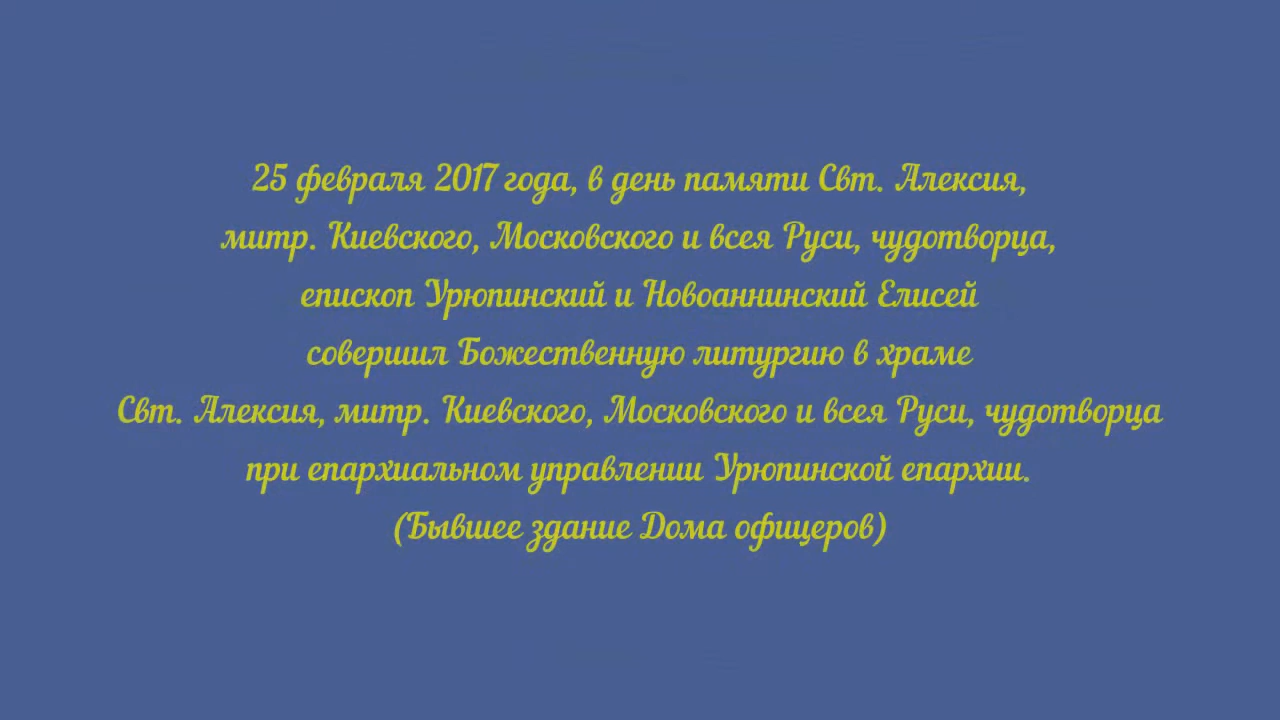 25 февраля 2017 года, в день памяти Свт. Алексия,
митр. Киевского, Московского и всея Руси, чудотворца,
епископ Урюпинский и Новоаннинский Елисей
совершил Божественную литургию в храме
Свт. Алексия, митр. Киевского, Московского и всея Руси, чудотворца
при епархиальном управлении Урюпинской епархии.
(Бывшее здание Дома офицеров)